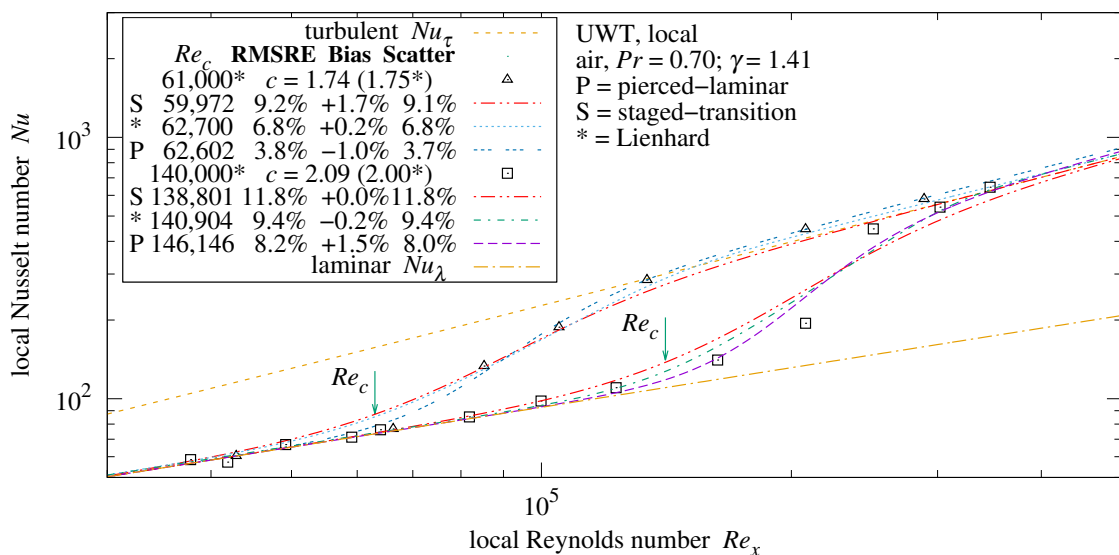 turbulent Nuτ
Rec RMSRE Bias Scatter
61,000* c = 1.74 (1.75*)
S 59,972 9.2% +1.7% 9.1%
* 62,700 6.8% +0.2% 6.8%
P 62,602 3.8% −1.0% 3.7%
140,000* c = 2.09 (2.00*)
S 138,801 11.8% +0.0% 11.8%
* 140,904 9.4% −0.2% 9.4%
P 146,146 8.2% +1.5% 8.0%
laminar Nuλ
UWT, local
air, Pr = 0.70; γ = 1.41
P = pierced−laminar
S = staged−transition
* = Lienhard
10³
10²
local Nusselt number Nu
Rec
Rec
10⁵
local Reynolds number Rex